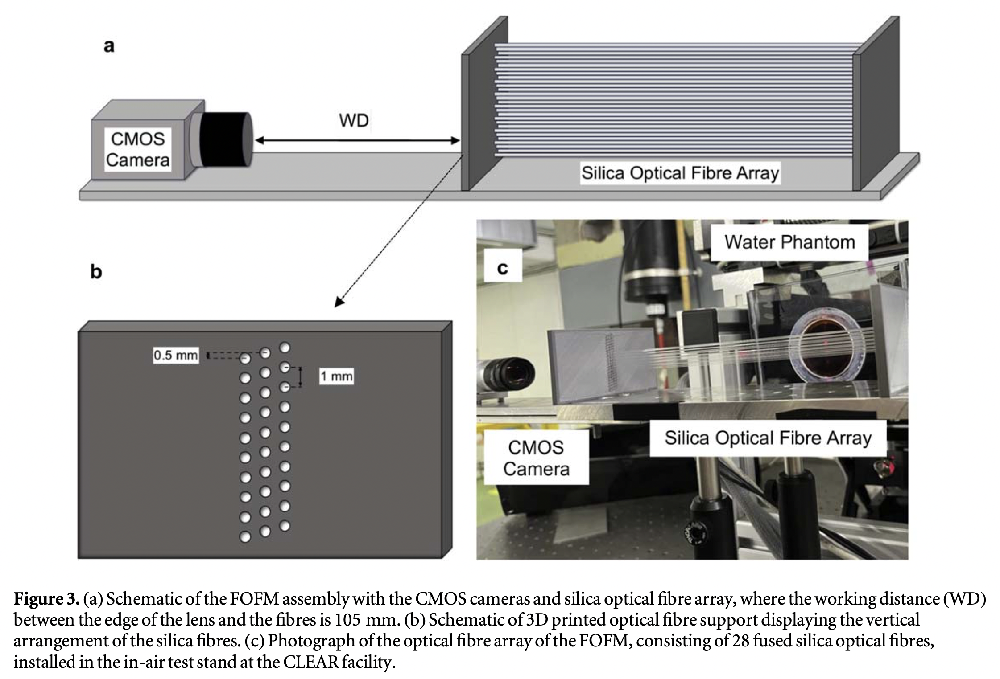 a
WD
CMOS
Camera
Silica Optical Fibre Array
b
0.5 mm
1 mm
c
Water Phantom
Silica Optical Fibre Array
CMOS
Camera
Figure 3. (a) Schematic of the FOFM assembly with the CMOS cameras and silica optical fibre array, where the working distance (WD)
between the edge of the lens and the fibres is 105 mm. (b) Schematic of 3D printed optical fibre support displaying the vertical
arrangement of the silica fibres. (c) Photograph of the optical fibre array of the FOFM, consisting of 28 fused silica optical fibres,
installed in the in-air test stand at the CLEAR facility.